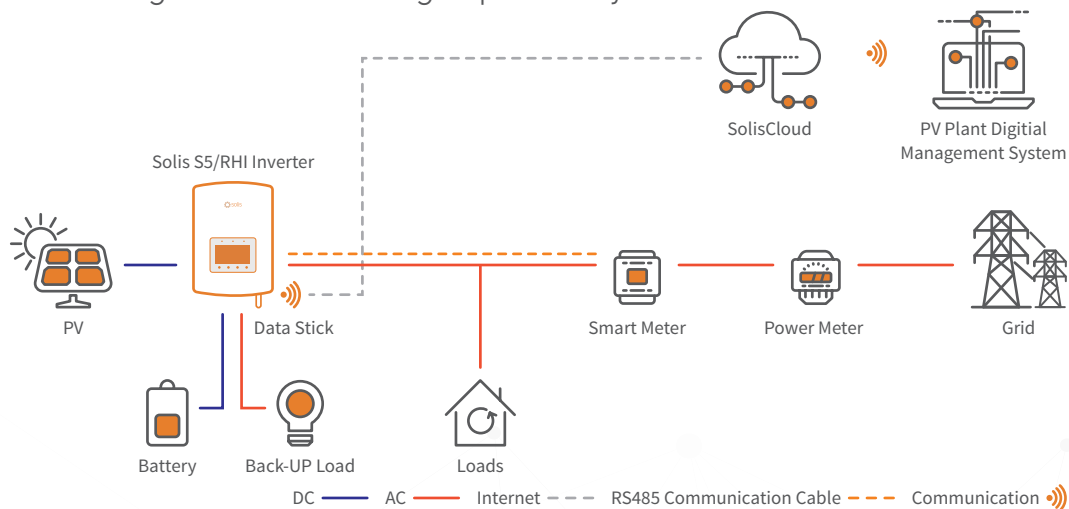 SolisCloud
PV Plant Digitial
Management System
Solis S5/RHI Inverter
solis
PV
Data Stick
Smart Meter
Power Meter
Grid
Battery
Back-UP Load
Loads
DC
AC
Internet
RS485 Communication Cable
Communication